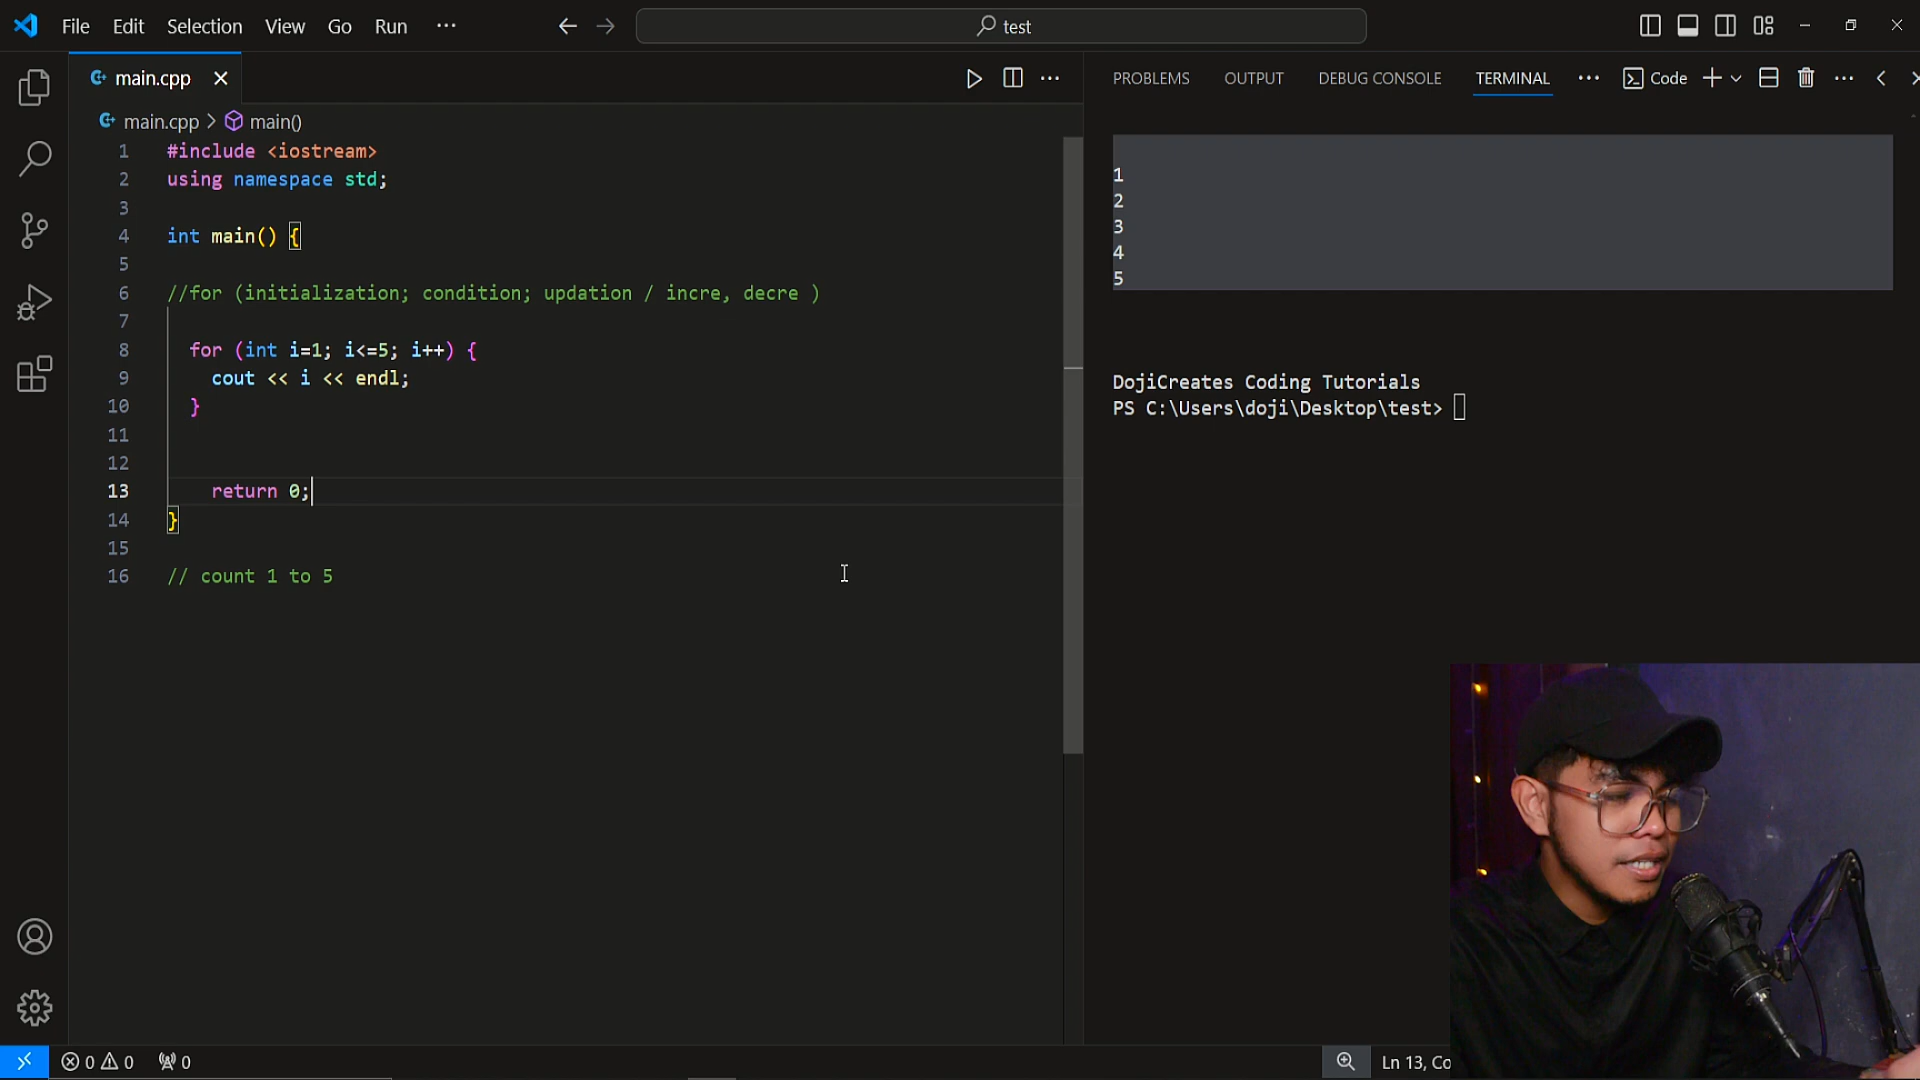 File Edit Selection View Go Run ··· test
main.cpp
main.cpp > main()
1 #include <iostream>
2 using namespace std;
3
4 int main() {
5
6 //for (initialization; condition; updation / incre, decre )
7
8 for (int i=1; i<=5; i++) {
9 cout << i << endl;
10 }
11
12
13 return 0;
14 }
15
16 // count 1 to 5
PROBLEMS OUTPUT DEBUG CONSOLE TERMINAL ··· Code
1
2
3
4
5
DojiCreates Coding Tutorials
PS C:\Users\doji\Desktop\test>
0 0 0
Ln 13, Co